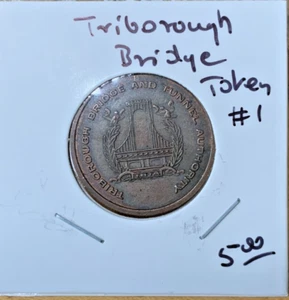 Triborough
Bridge
Token
#1
TRIBOROUGH BRIDGE AND TUNNEL AUTHORITY
5.00